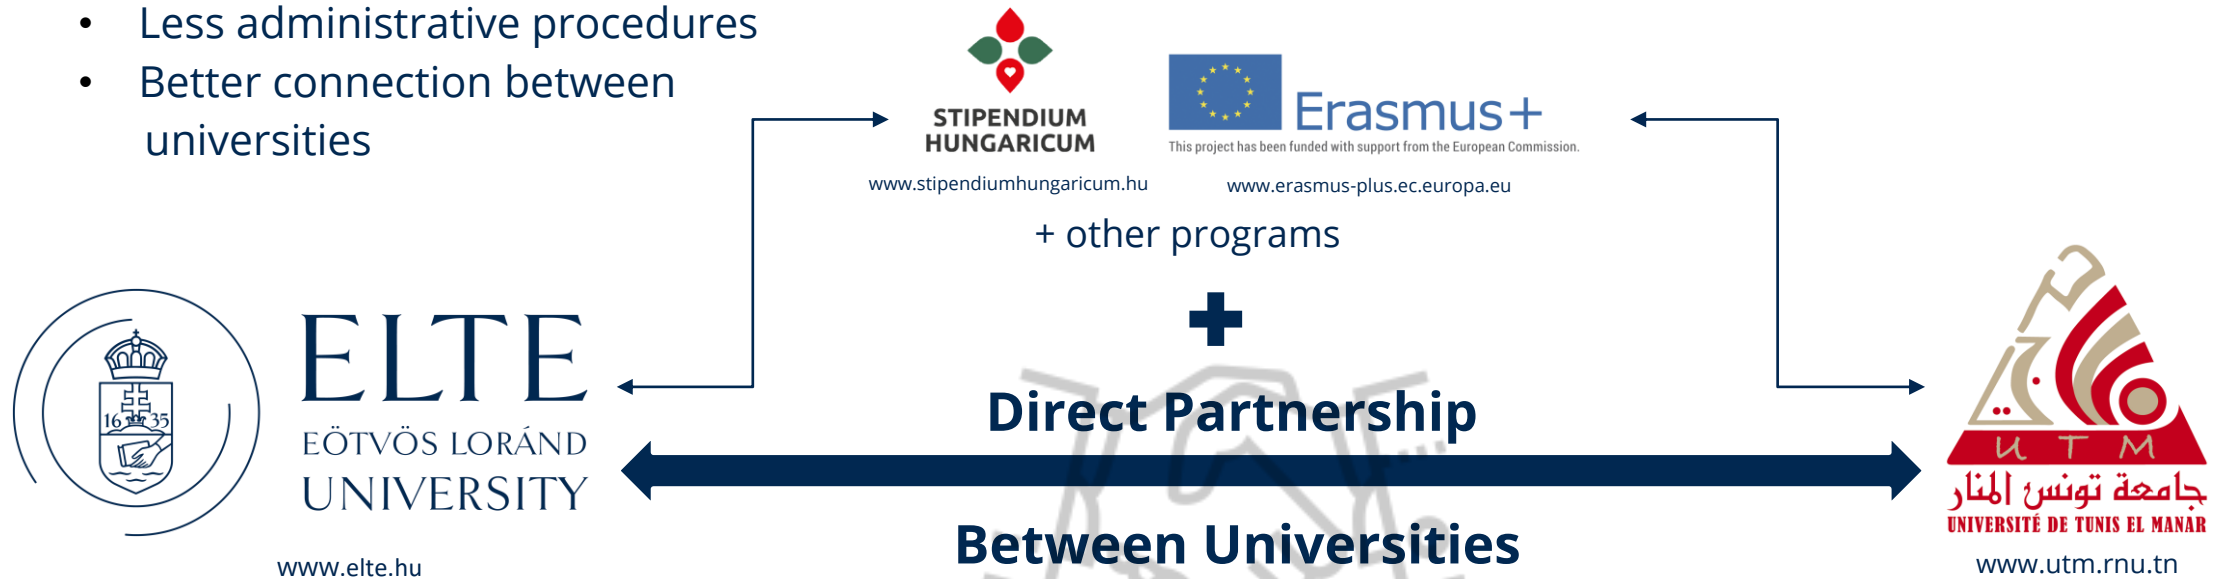 • Less administrative procedures
• Better connection between
universities
STIPENDIUM
HUNGARICUM
www.stipendiumhungaricum.hu
Erasmus+
This project has been funded with support from the European Commission.
www.erasmus-plus.ec.europa.eu
+ other programs
16 35
ELTE
EÖTVÖS LORÁND
UNIVERSITY
www.elte.hu
Direct Partnership
Between Universities
UTM
جامعة تونس المنار
UNIVERSITÉ DE TUNIS EL MANAR
www.utm.rnu.tn